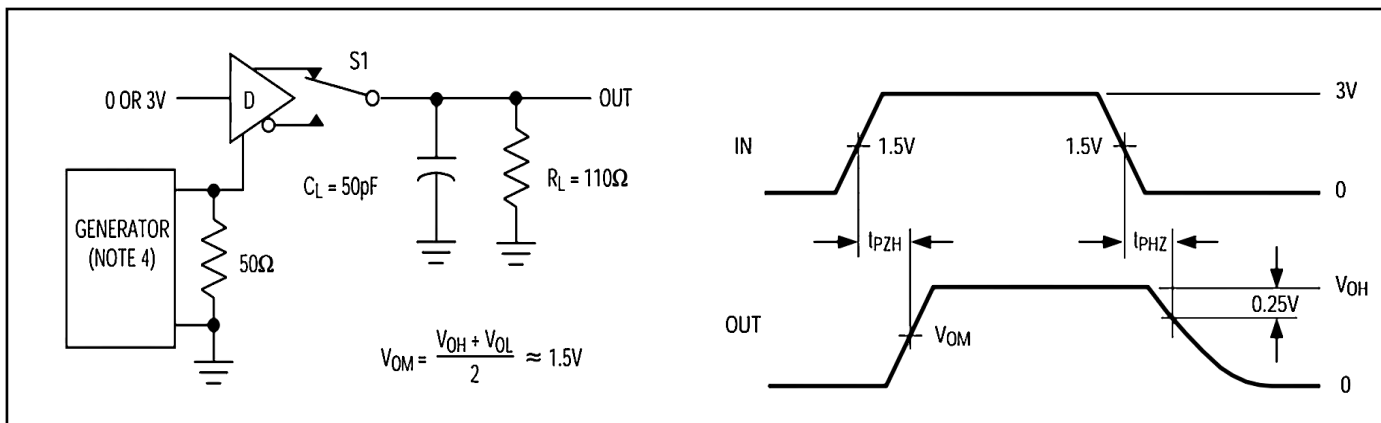 S1
0 OR 3V
D
OUT
C_L = 50pF
R_L = 110Ω
GENERATOR
(NOTE 4)
50Ω
V_OM = (V_OH + V_OL) / 2 ≈ 1.5V
3V
IN
1.5V
1.5V
0
t_PZH
t_PHZ
V_OH
0.25V
OUT
V_OM
0